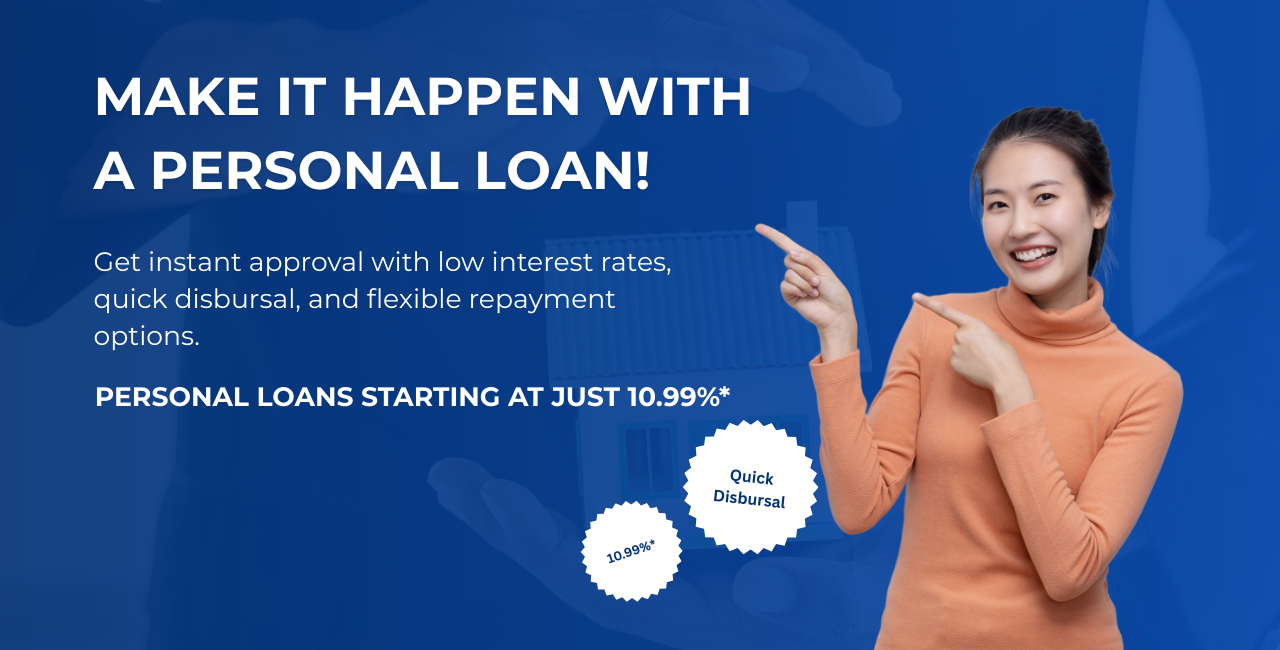 MAKE IT HAPPEN WITH
A PERSONAL LOAN!
Get instant approval with low interest rates,
quick disbursal, and flexible repayment
options.
PERSONAL LOANS STARTING AT JUST 10.99%*
Quick
Disbursal
10.99%*